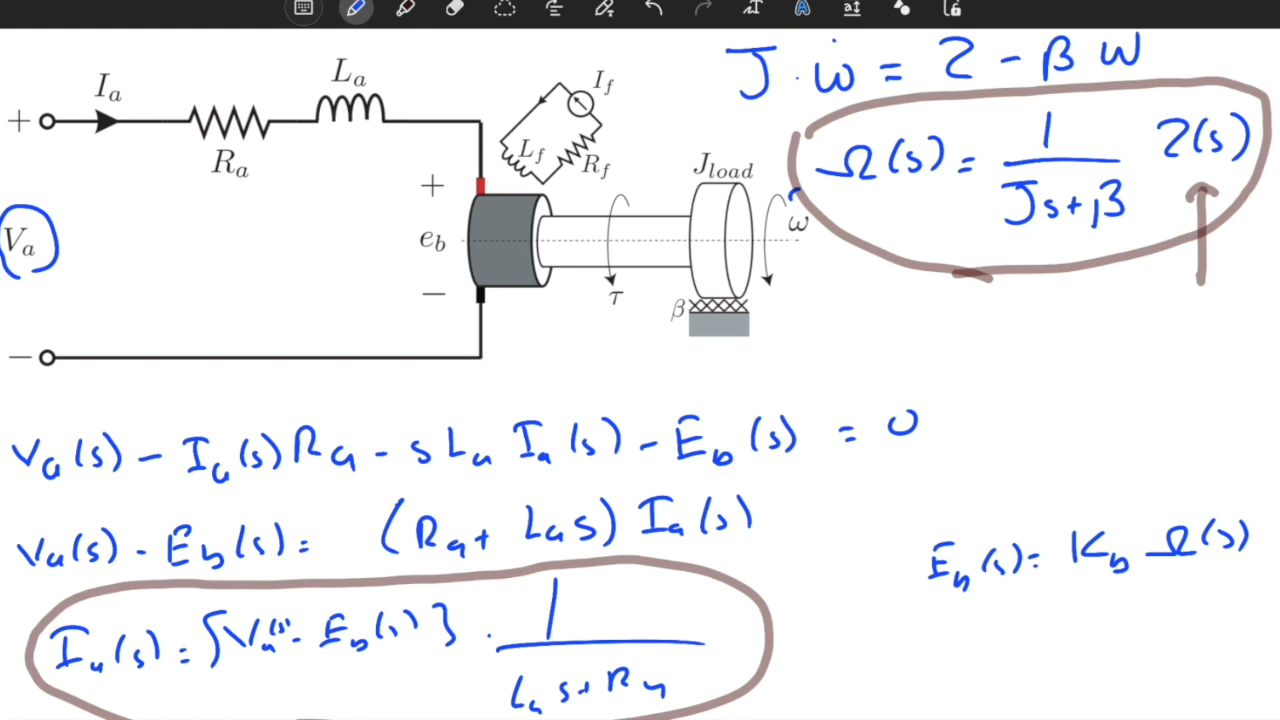 J · ω̇ = τ − β ω
Ω(s) = 1/(Js+β) τ(s)
I_a
L_a
R_a
+
−
V_a
+
e_b
−
I_f
L_f
R_f
J_load
τ
ω
β
V_a(s) − I_a(s) R_a − s L_a I_a(s) − E_b(s) = 0
V_a(s) - E_b(s) = (R_a + L_a s) I_a(s)
E_b(s) = K_b Ω(s)
I_a(s) = {V_a(s) - E_b(s)} · 1/(L_a s + R_a)